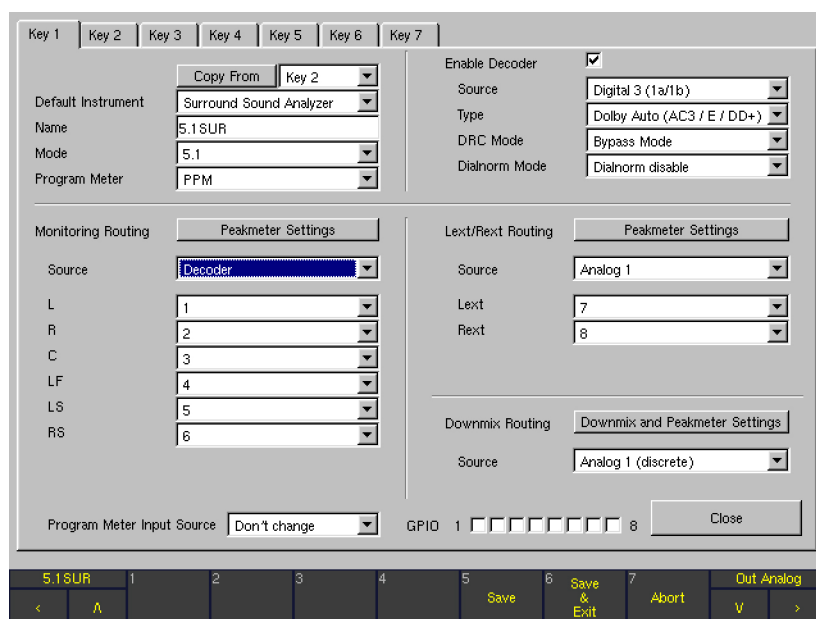 Key 1 Key 2 Key 3 Key 4 Key 5 Key 6 Key 7
Copy From Key 2
Default Instrument Surround Sound Analyzer
Name 5.1SUR
Mode 5.1
Program Meter PPM
Enable Decoder
Source Digital 3 (1a/1b)
Type Dolby Auto (AC3 / E / DD+)
DRC Mode Bypass Mode
Dialnorm Mode Dialnorm disable
Monitoring Routing Peakmeter Settings
Source Decoder
L 1
R 2
C 3
LF 4
LS 5
RS 6
Lext/Rext Routing Peakmeter Settings
Source Analog 1
Lext 7
Rext 8
Downmix Routing Downmix and Peakmeter Settings
Source Analog 1 (discrete)
Program Meter Input Source Don't change
GPIO 1 8
Close
5.1SUR 1 2 3 4 5 Save 6 Save & Exit 7 Abort Out Analog
< Λ V >